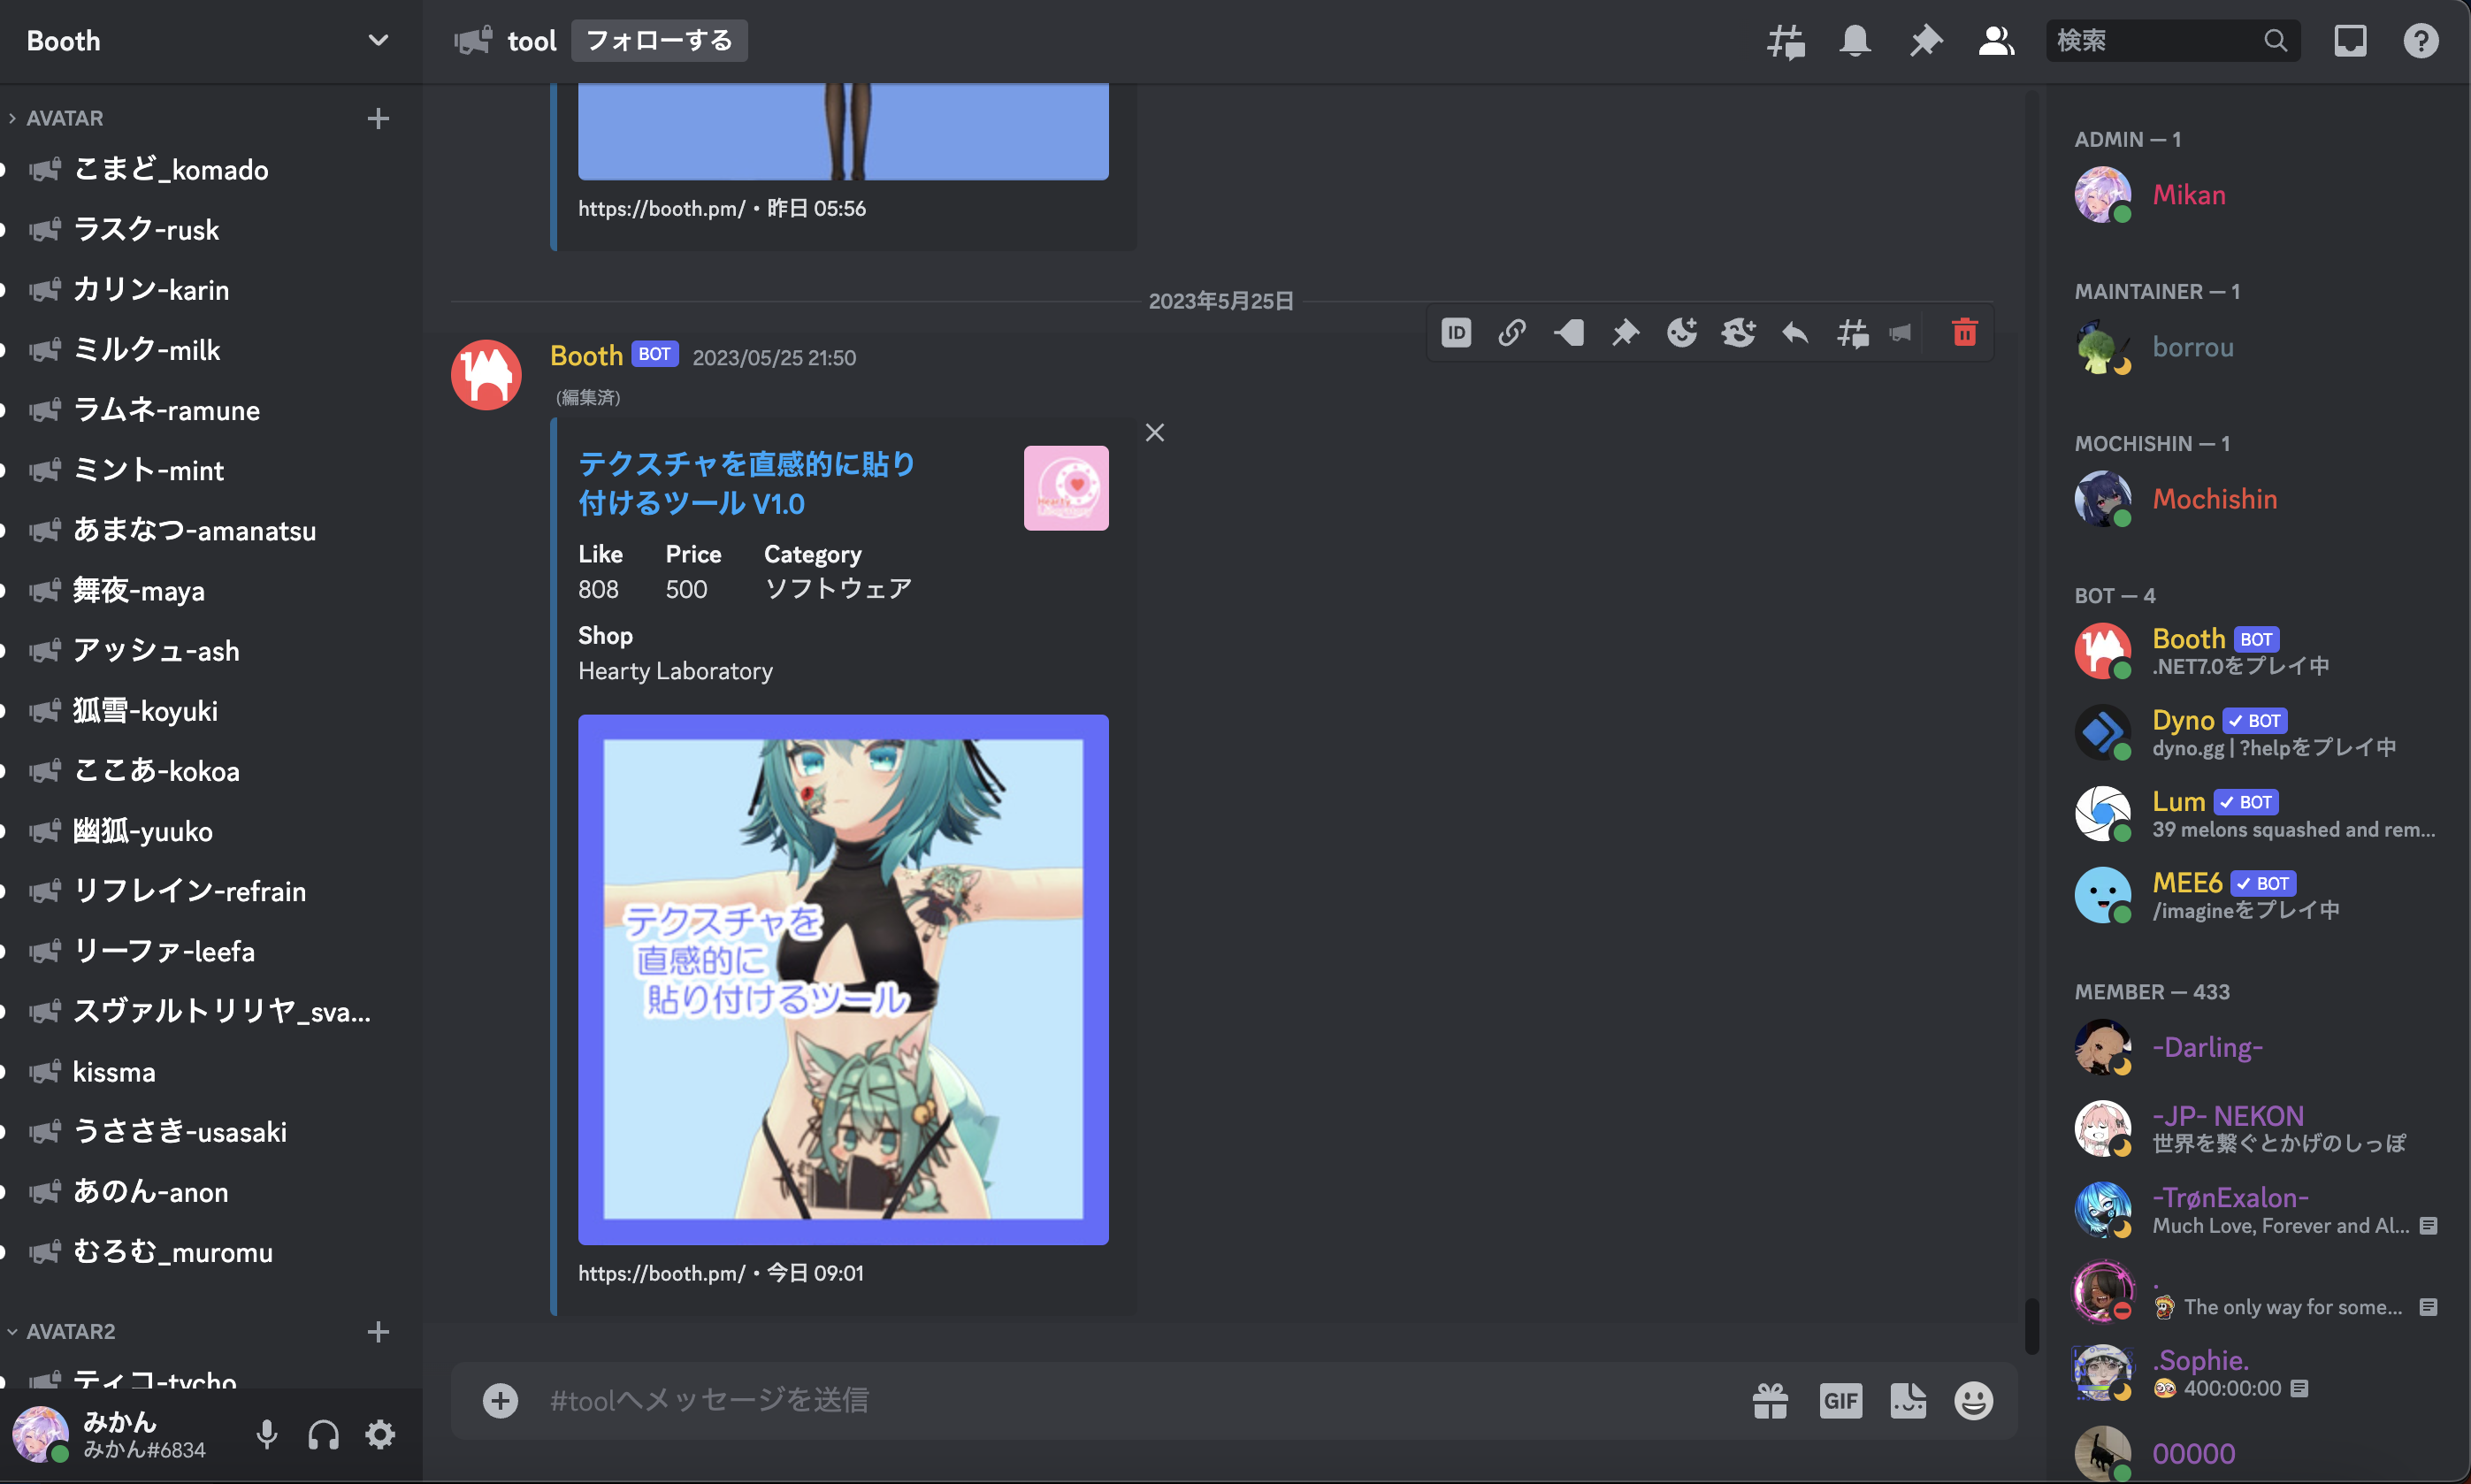 Booth
AVATAR
こまど_komado
ラスク-rusk
カリン-karin
ミルク-milk
ラムネ-ramune
ミント-mint
あまなつ-amanatsu
舞夜-maya
アッシュ-ash
狐雪-koyuki
ここあ-kokoa
幽狐-yuuko
リフレイン-refrain
リーファ-leefa
スヴァルトリリヤ_sva...
kissma
うささき-usasaki
あのん-anon
むろむ_muromu
AVATAR2
ティコ-tycho
みかん
みかん#6834
tool フォローする
検索
https://booth.pm/ • 昨日 05:56
2023年5月25日
ID
Booth BOT 2023/05/25 21:50
(編集済)
テクスチャを直感的に貼り
付けるツール V1.0
Hearty
Laboratory
Like Price Category
808 500 ソフトウェア
Shop
Hearty Laboratory
テクスチャを
直感的に
貼り付けるツール
https://booth.pm/ • 今日 09:01
#toolへメッセージを送信
GIF
ADMIN — 1
Mikan
MAINTAINER — 1
borrou
MOCHISHIN — 1
Mochishin
BOT — 4
Booth BOT
.NET7.0をプレイ中
Dyno BOT
dyno.gg | ?helpをプレイ中
Lum BOT
39 melons squashed and rem...
MEE6 BOT
/imagineをプレイ中
MEMBER — 433
-Darling-
-JP- NEKON
世界を繋ぐとかげのしっぽ
-TrønExalon-
Much Love, Forever and Al...
.
The only way for some...
.Sophie.
400:00:00
00000